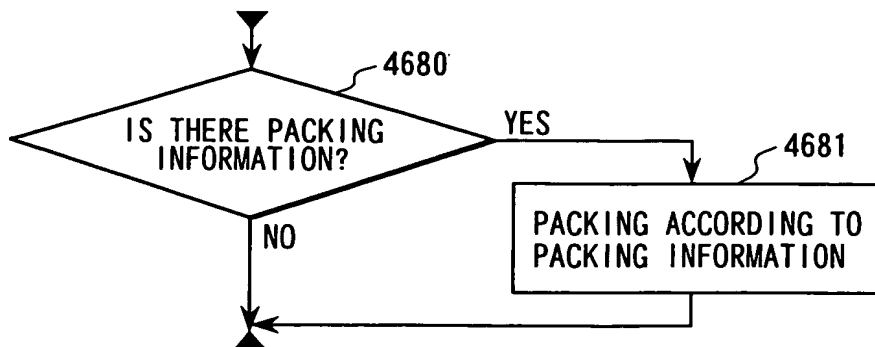 4680
IS THERE PACKING
INFORMATION?
YES
4681
PACKING ACCORDING TO
PACKING INFORMATION
NO